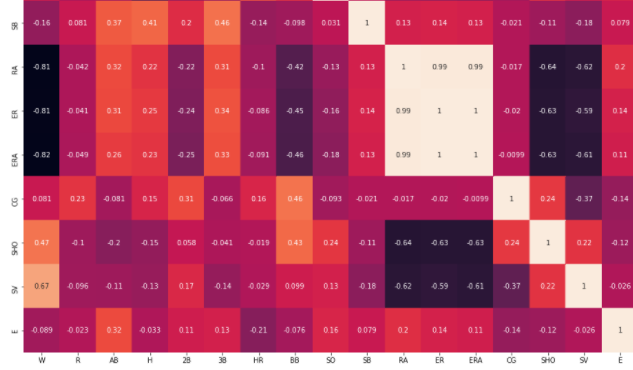 SB -0.16 0.081 0.37 0.41 0.2 0.46 -0.14 -0.098 0.031 1 0.13 0.14 0.13 -0.021 -0.11 -0.18 0.079
RA -0.81 -0.042 0.32 0.22 -0.22 0.31 -0.1 -0.42 -0.13 0.13 1 0.99 0.99 -0.017 -0.64 -0.62 0.2
ER -0.81 -0.041 0.31 0.25 -0.24 0.34 -0.086 -0.45 -0.16 0.14 0.99 1 1 -0.02 -0.63 -0.59 0.14
ERA -0.82 -0.049 0.26 0.23 -0.25 0.33 -0.091 -0.46 -0.18 0.13 0.99 1 1 -0.0099 -0.63 -0.61 0.11
CG 0.081 0.23 -0.081 0.15 0.31 -0.066 0.16 0.46 -0.093 -0.021 -0.017 -0.02 -0.0099 1 0.24 -0.37 -0.14
SHO 0.47 -0.1 -0.2 -0.15 0.058 -0.041 -0.019 0.43 0.24 -0.11 -0.64 -0.63 -0.63 0.24 1 0.22 -0.12
SV 0.67 -0.096 -0.11 -0.13 0.17 -0.14 -0.029 0.099 0.13 -0.18 -0.62 -0.59 -0.61 -0.37 0.22 1 -0.026
E -0.089 -0.023 0.32 -0.033 0.11 0.13 -0.21 -0.076 0.16 0.079 0.2 0.14 0.11 -0.14 -0.12 -0.026 1
W R AB H 2B 3B HR BB SO SB RA ER ERA CG SHO SV E